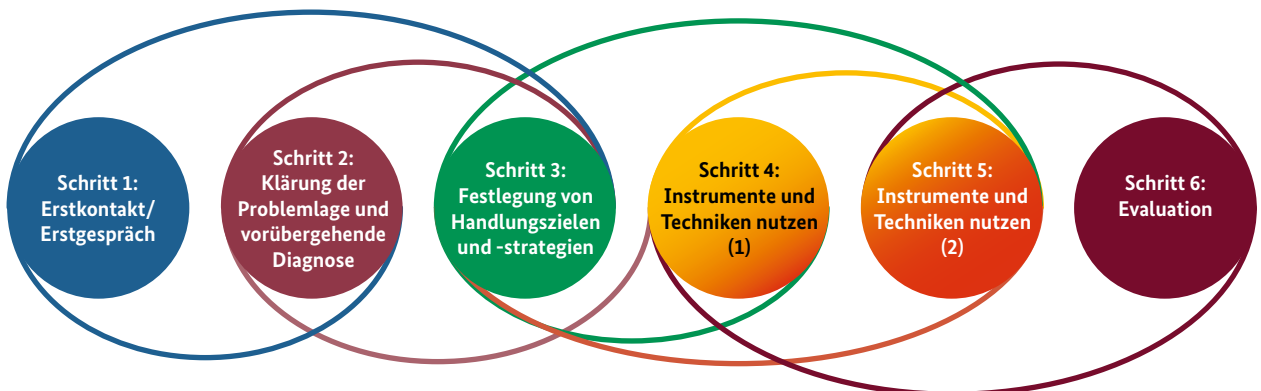 Schritt 1:
Erstkontakt/
Erstgespräch
Schritt 2:
Klärung der
Problemlage und
vorübergehende
Diagnose
Schritt 3:
Festlegung von
Handlungszielen
und -strategien
Schritt 4:
Instrumente und
Techniken nutzen
(1)
Schritt 5:
Instrumente und
Techniken nutzen
(2)
Schritt 6:
Evaluation